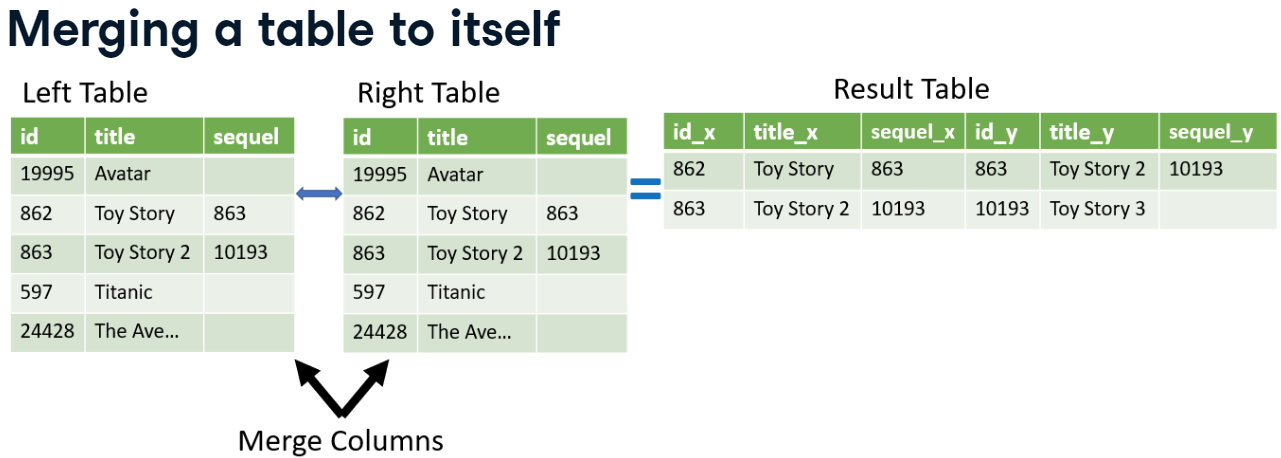 Merging a table to itself
Left Table
id title sequel
19995 Avatar
862 Toy Story 863
863 Toy Story 2 10193
597 Titanic
24428 The Ave...
Right Table
id title sequel
19995 Avatar
862 Toy Story 863
863 Toy Story 2 10193
597 Titanic
24428 The Ave...
Result Table
id_x title_x sequel_x id_y title_y sequel_y
862 Toy Story 863 863 Toy Story 2 10193
863 Toy Story 2 10193 10193 Toy Story 3
Merge Columns